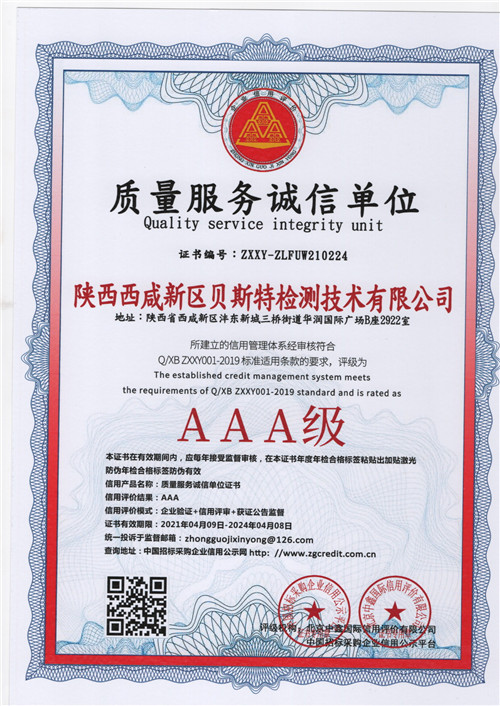 企业信用评价
ZHONG XIN GUO JI XIN YONG
质量服务诚信单位
Quality service integrity unit
证书编号：ZXXY-ZLFUW210224
陕西西咸新区贝斯特检测技术有限公司
地址：陕西省西咸新区沣东新城三桥街道华润国际广场B座2922室
所建立的信用管理体系经审核符合
Q/XB ZXXY001-2019 标准适用条款的要求，评级为
The established credit management system meets
the requirements of Q/XB ZXXY001-2019 standard and is rated as
AAA级
本证书在有效期间内，应每年接受监督审核，在本证书年度年检合格标签粘贴出加贴激光
防伪年检合格标签防伪有效
信用产品名称：质量服务诚信单位证书
信用评价结果：AAA
信用评价模式：企业验证+信用评审+获证公告监督
证书有效期限：2021年04月09日-2024年04月08日
统一投诉于监督邮箱：zhongguojixinyong@126.com
查询地址：中国招标采购企业信用公示网 http: //www.zgcredit.com.cn
评级机构：北京中鑫国际信用评价有限公司
中国招标采购企业信用公示平台